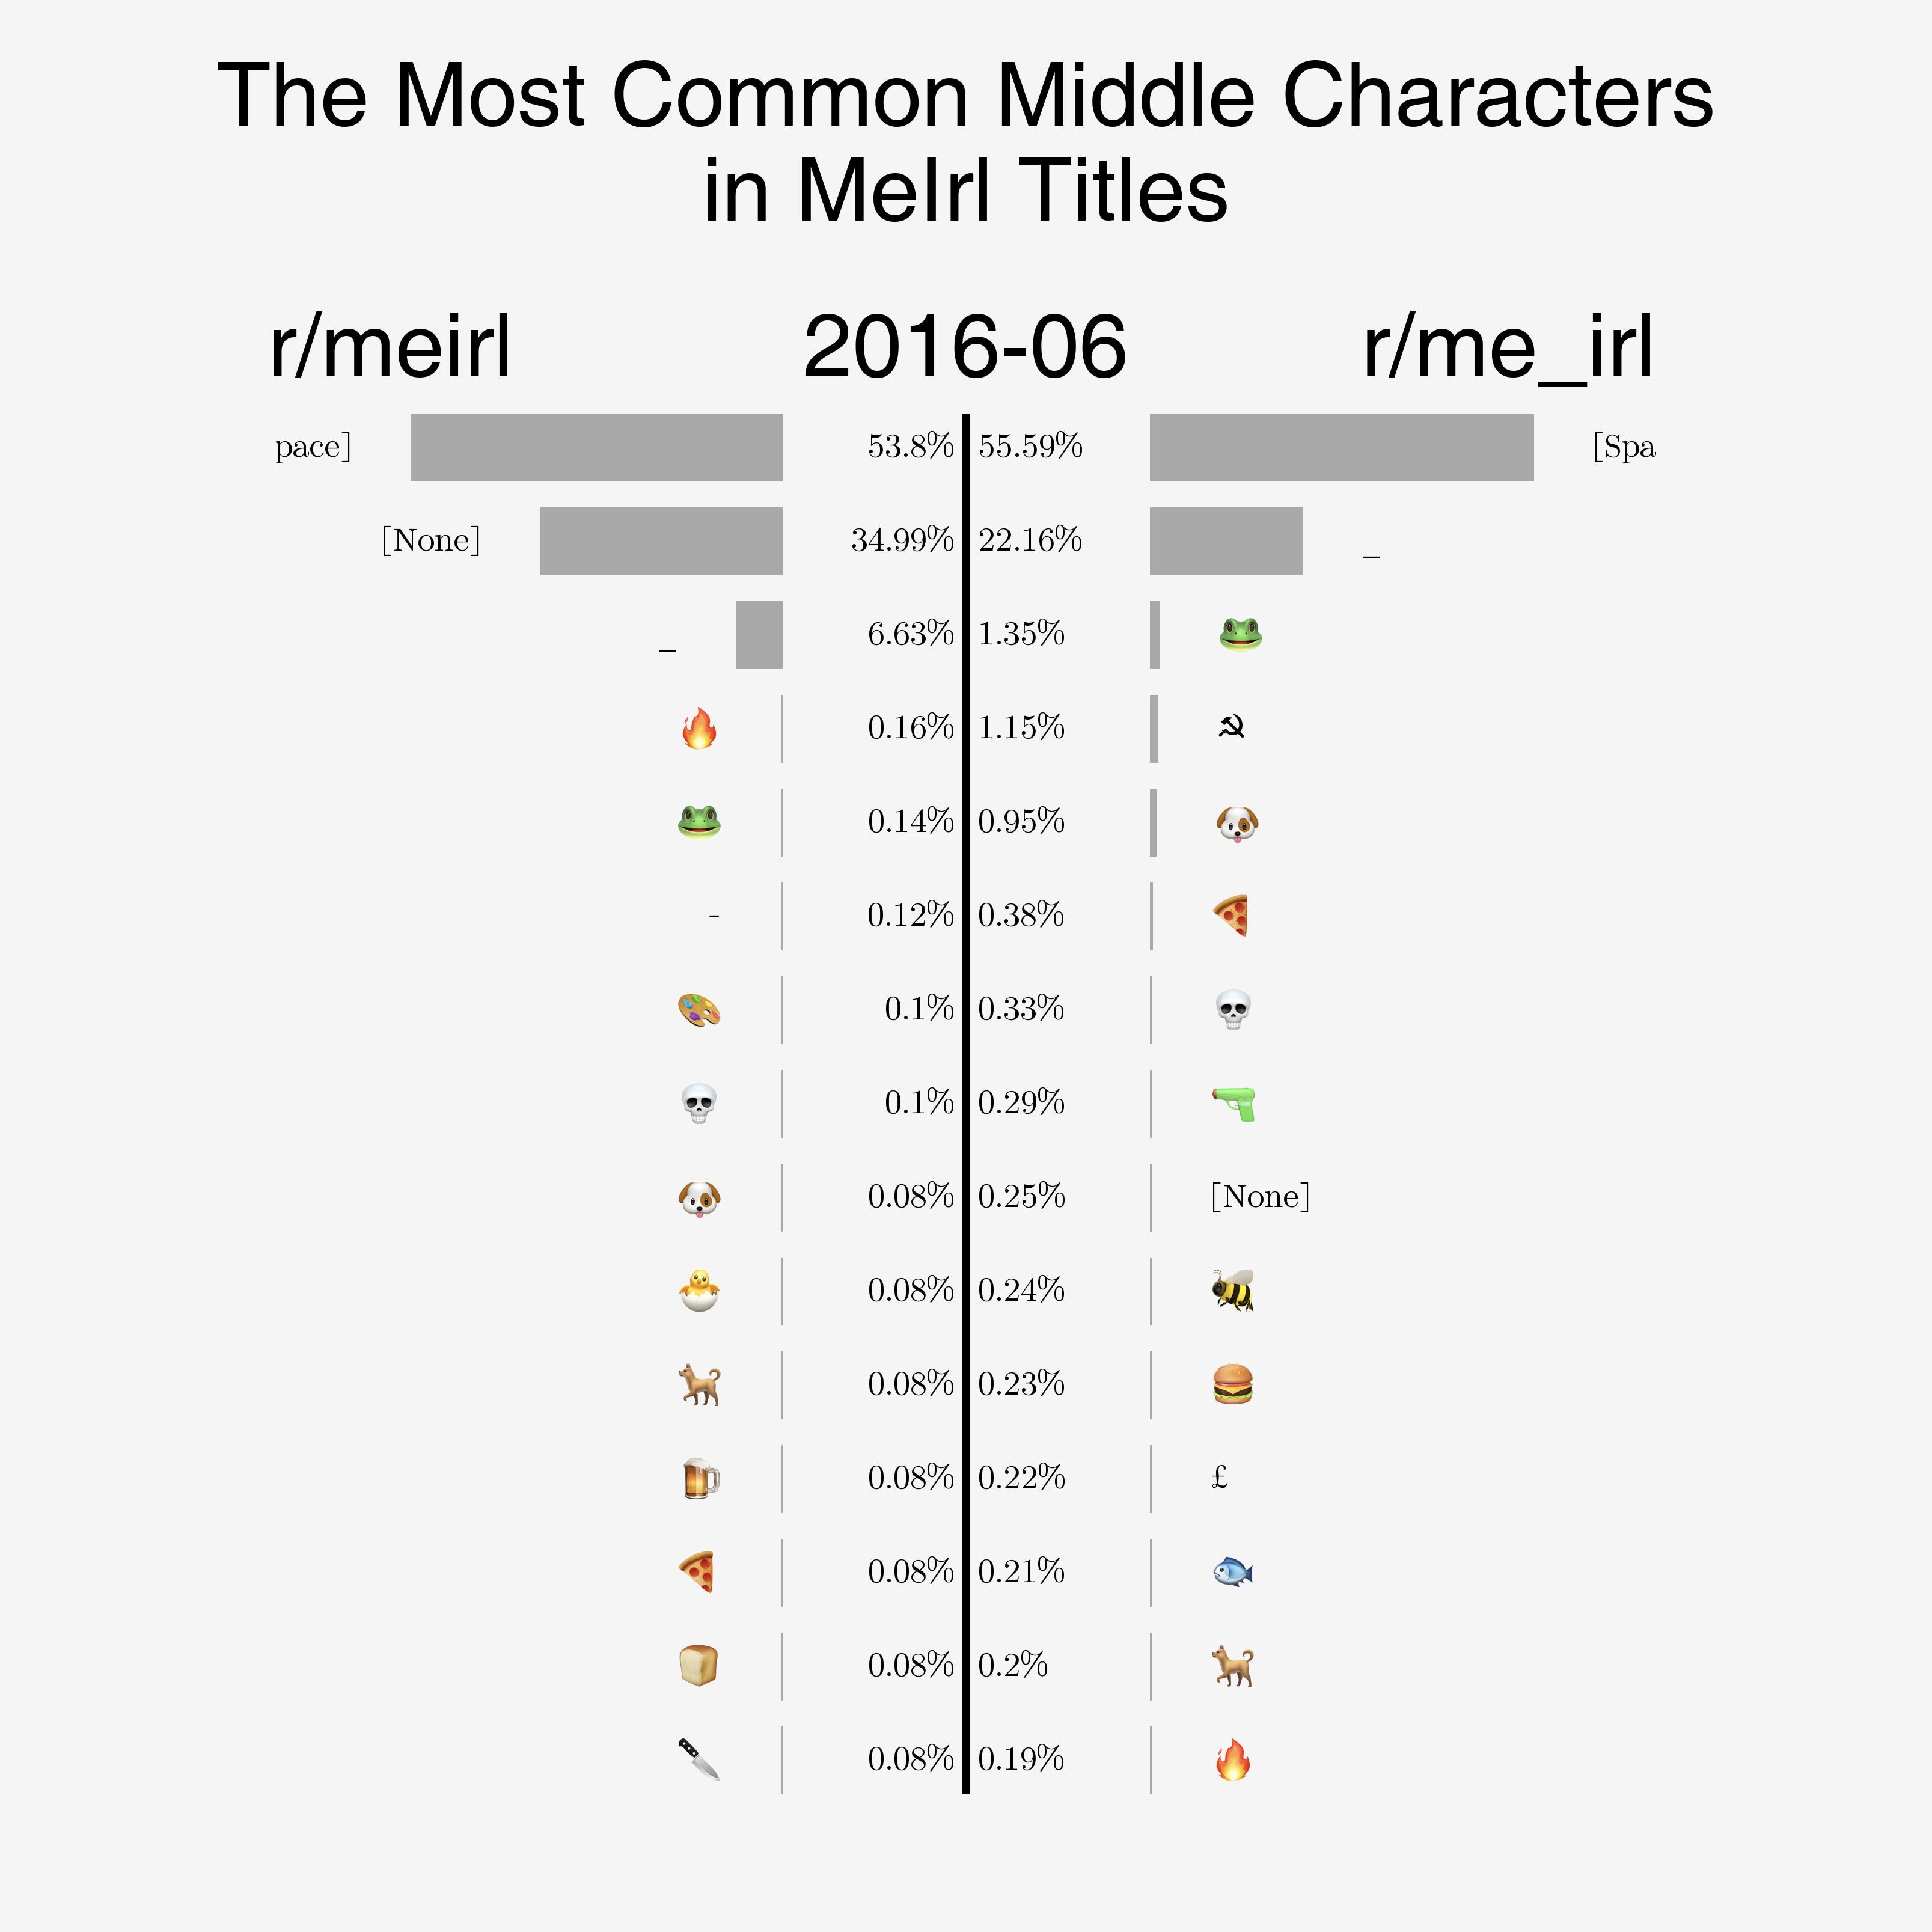 The Most Common Middle Characters
in MeIrl Titles
r/meirl 2016-06 r/me_irl
pace] 53.8% 55.59% [Spa
[None] 34.99% 22.16% _
_ 6.63% 1.35% 🐸
🔥 0.16% 1.15% ☭
🐸 0.14% 0.95% 🐶
- 0.12% 0.38% 🍕
🎨 0.1% 0.33% 💀
💀 0.1% 0.29% 🔫
🐶 0.08% 0.25% [None]
🐣 0.08% 0.24% 🐝
🐕 0.08% 0.23% 🍔
🍺 0.08% 0.22% £
🍕 0.08% 0.21% 🐟
🍞 0.08% 0.2% 🐕
🔪 0.08% 0.19% 🔥